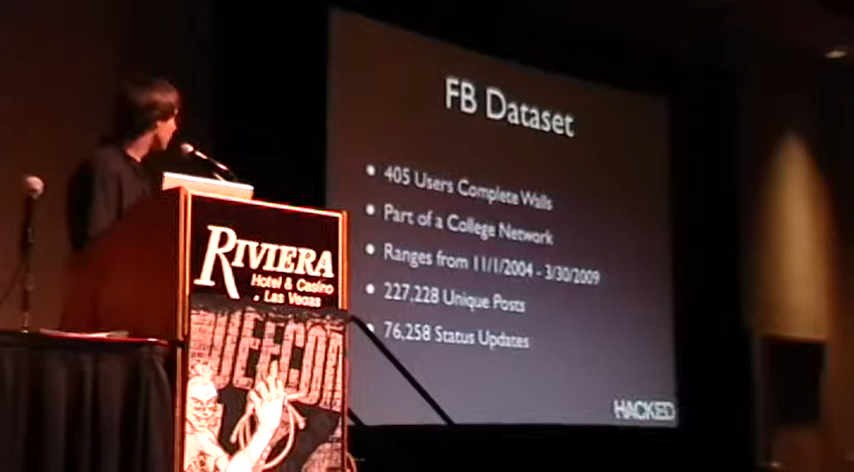 FB Dataset
• 405 Users Complete Walls
• Part of a College Network
• Ranges from 11/1/2004 - 3/30/2009
• 227,228 Unique Posts
• 76,258 Status Updates
HACKED
RIVIERA
Hotel & Casino
Las Vegas
DEFCON